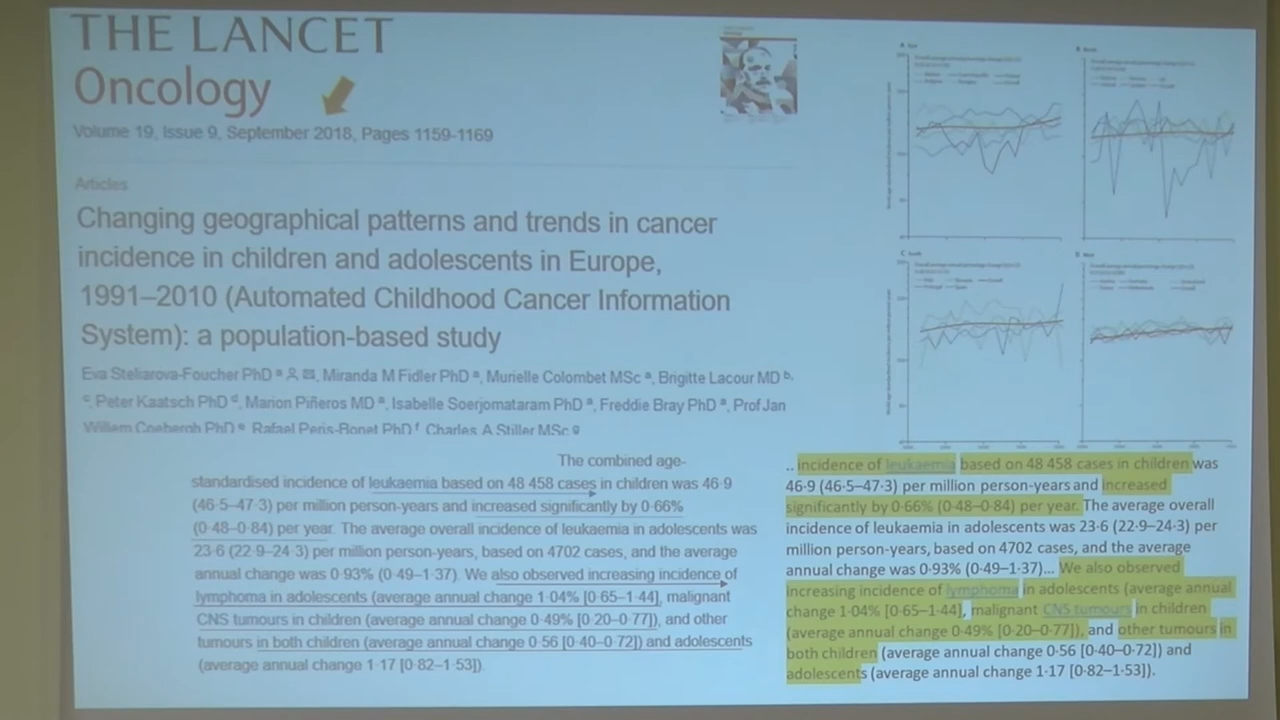 THE LANCET
Oncology
Volume 19, Issue 9, September 2018, Pages 1159-1169
Articles
Changing geographical patterns and trends in cancer
incidence in children and adolescents in Europe,
1991–2010 (Automated Childhood Cancer Information
System): a population-based study
Eva Steliarova-Foucher PhD ª, Miranda M Fidler PhD ª, Murielle Colombet MSc ª, Brigitte Lacour MD ᵇ,
ᶜ, Peter Kaatsch PhD ᵈ, Marion Piñeros MD ª, Isabelle Soerjomataram PhD ª, Freddie Bray PhD ª, Prof Jan
Willem Coebergh PhD ᵉ, Rafael Peris-Bonet PhD ᶠ, Charles A Stiller MSc ᵍ
The combined age-
standardised incidence of leukaemia based on 48 458 cases in children was 46·9
(46·5–47·3) per million person-years and increased significantly by 0·66%
(0·48–0·84) per year. The average overall incidence of leukaemia in adolescents was
23·6 (22·9–24·3) per million person-years, based on 4702 cases, and the average
annual change was 0·93% (0·49–1·37). We also observed increasing incidence of
lymphoma in adolescents (average annual change 1·04% [0·65–1·44], malignant
CNS tumours in children (average annual change 0·49% [0·20–0·77]), and other
tumours in both children (average annual change 0·56 [0·40–0·72]) and adolescents
(average annual change 1·17 [0·82–1·53]).
.. incidence of leukaemia based on 48 458 cases in children was
46·9 (46·5–47·3) per million person-years and increased
significantly by 0·66% (0·48–0·84) per year. The average overall
incidence of leukaemia in adolescents was 23·6 (22·9–24·3) per
million person-years, based on 4702 cases, and the average
annual change was 0·93% (0·49–1·37)... We also observed
increasing incidence of lymphoma in adolescents (average annual
change 1·04% [0·65–1·44], malignant CNS tumours in children
(average annual change 0·49% [0·20–0·77]), and other tumours in
both children (average annual change 0·56 [0·40–0·72]) and
adolescents (average annual change 1·17 [0·82–1·53]).